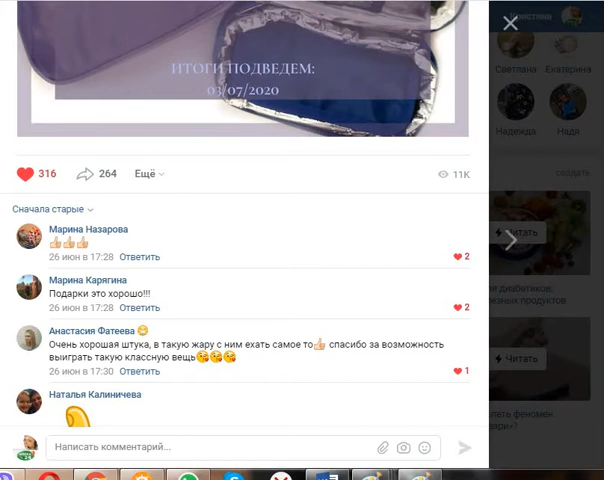 ИТОГИ ПОДВЕДЕМ:
03/07/2020
316 264 Ещё 11K
Сначала старые
Марина Назарова
26 июн в 17:28 Ответить 2
Марина Карягина
Подарки это хорошо!!!
26 июн в 17:28 Ответить 2
Анастасия Фатеева
Очень хорошая штука, в такую жару с ним ехать самое то спасибо за возможность
выиграть такую классную вещь
26 июн в 17:30 Ответить 1
Наталья Калиничева
Написать комментарий...
Светлана Екатерина
Надежда Надя
создать
Читать
диабетиков:
продуктов
Читать
феномен